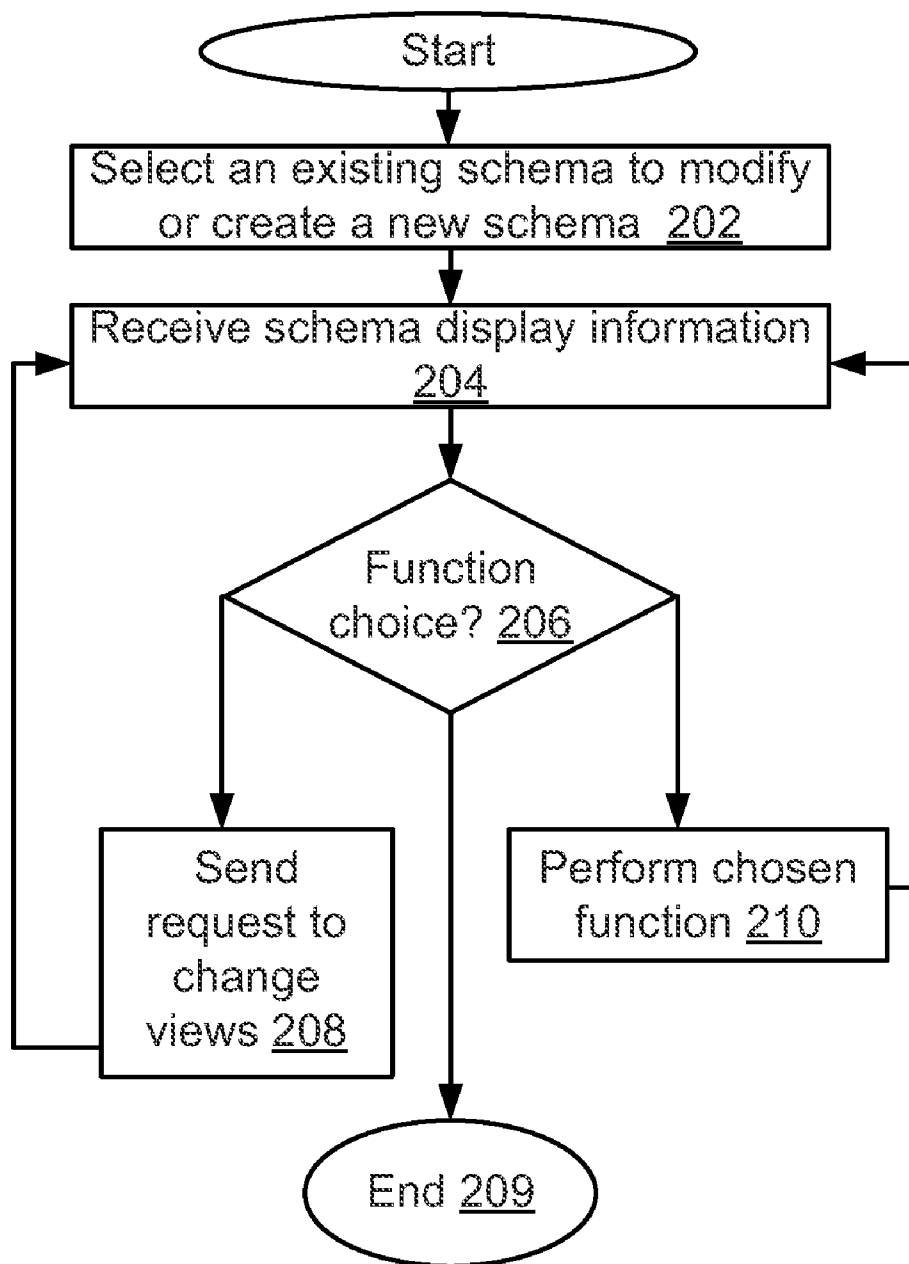 Start
Select an existing schema to modify
or create a new schema 202
Receive schema display information
204
Function
choice? 206
Send
request to
change
views 208
Perform chosen
function 210
End 209